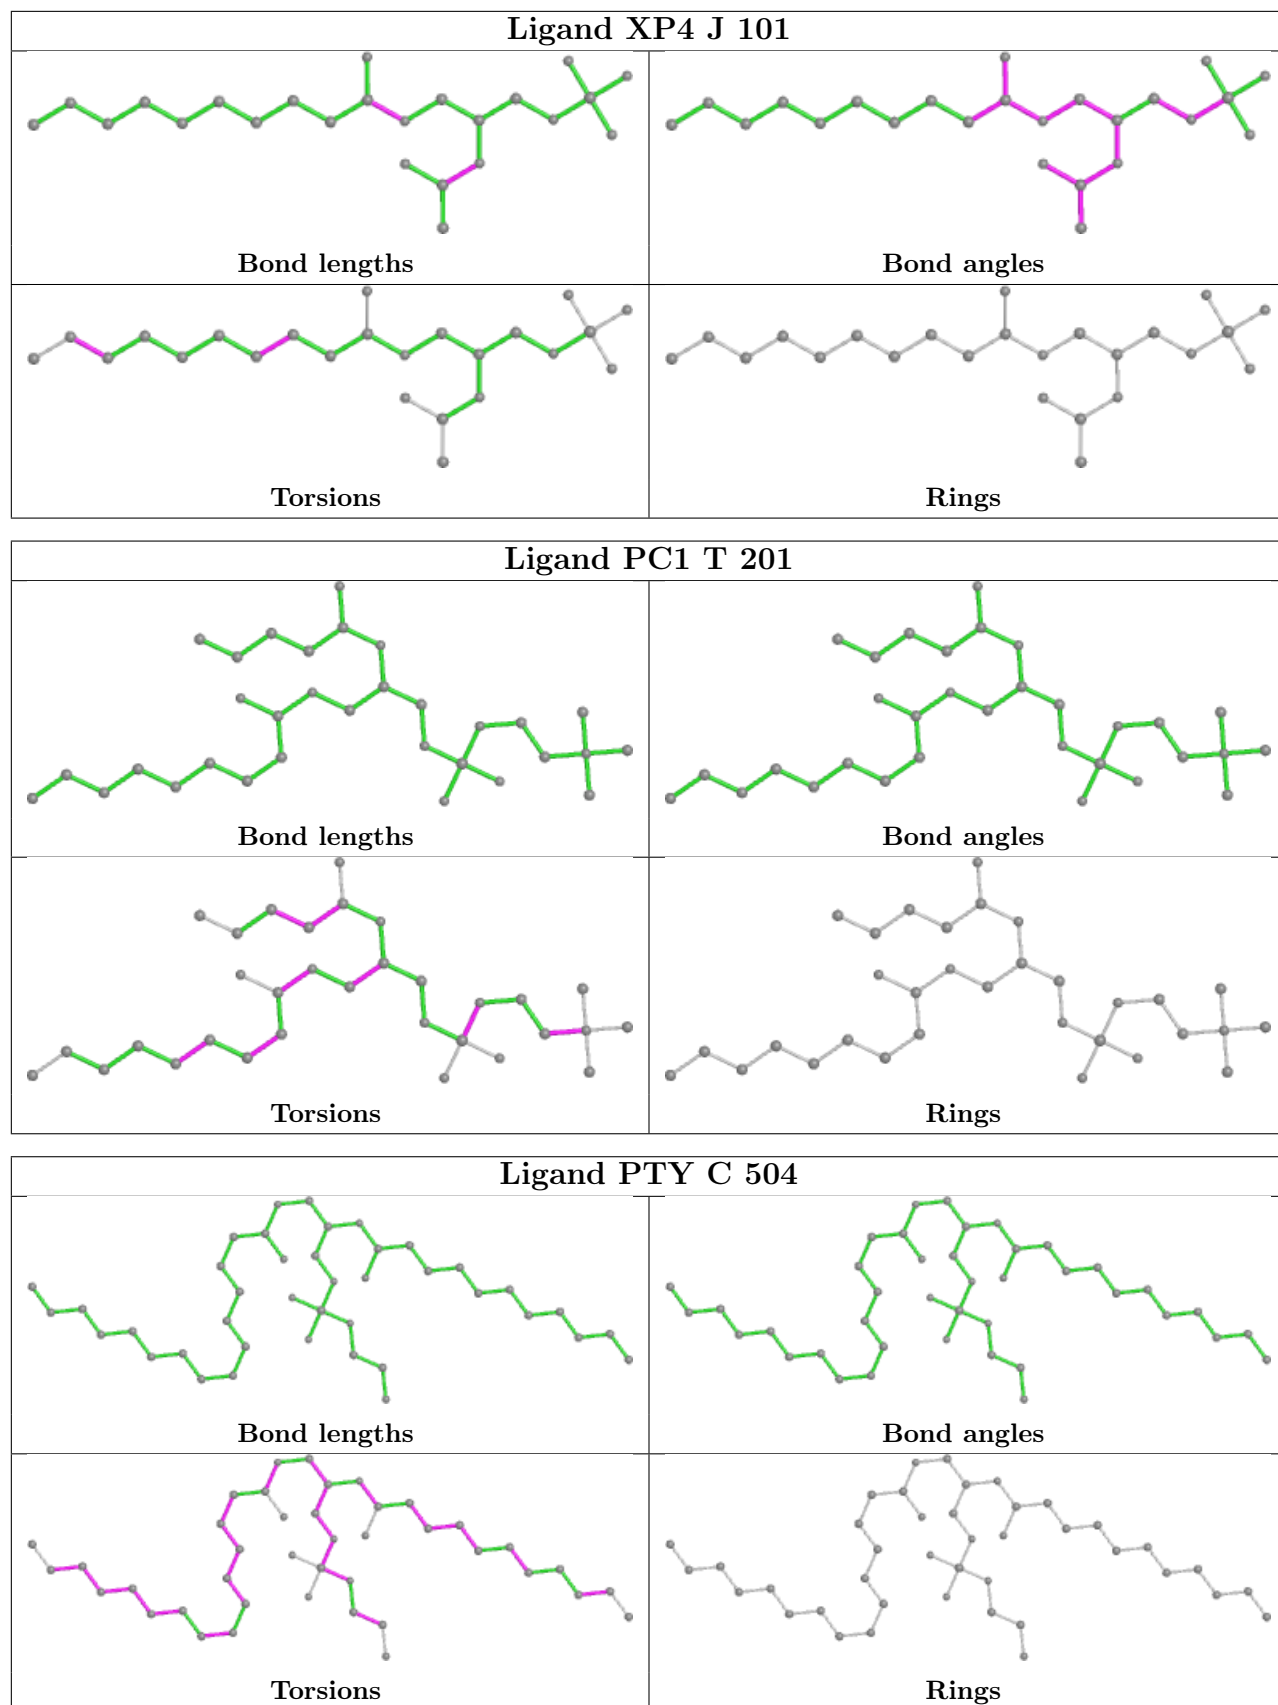 Ligand XP4 J 101
Bond lengths
Bond angles
Torsions
Rings
Ligand PC1 T 201
Bond lengths
Bond angles
Torsions
Rings
Ligand PTY C 504
Bond lengths
Bond angles
Torsions
Rings